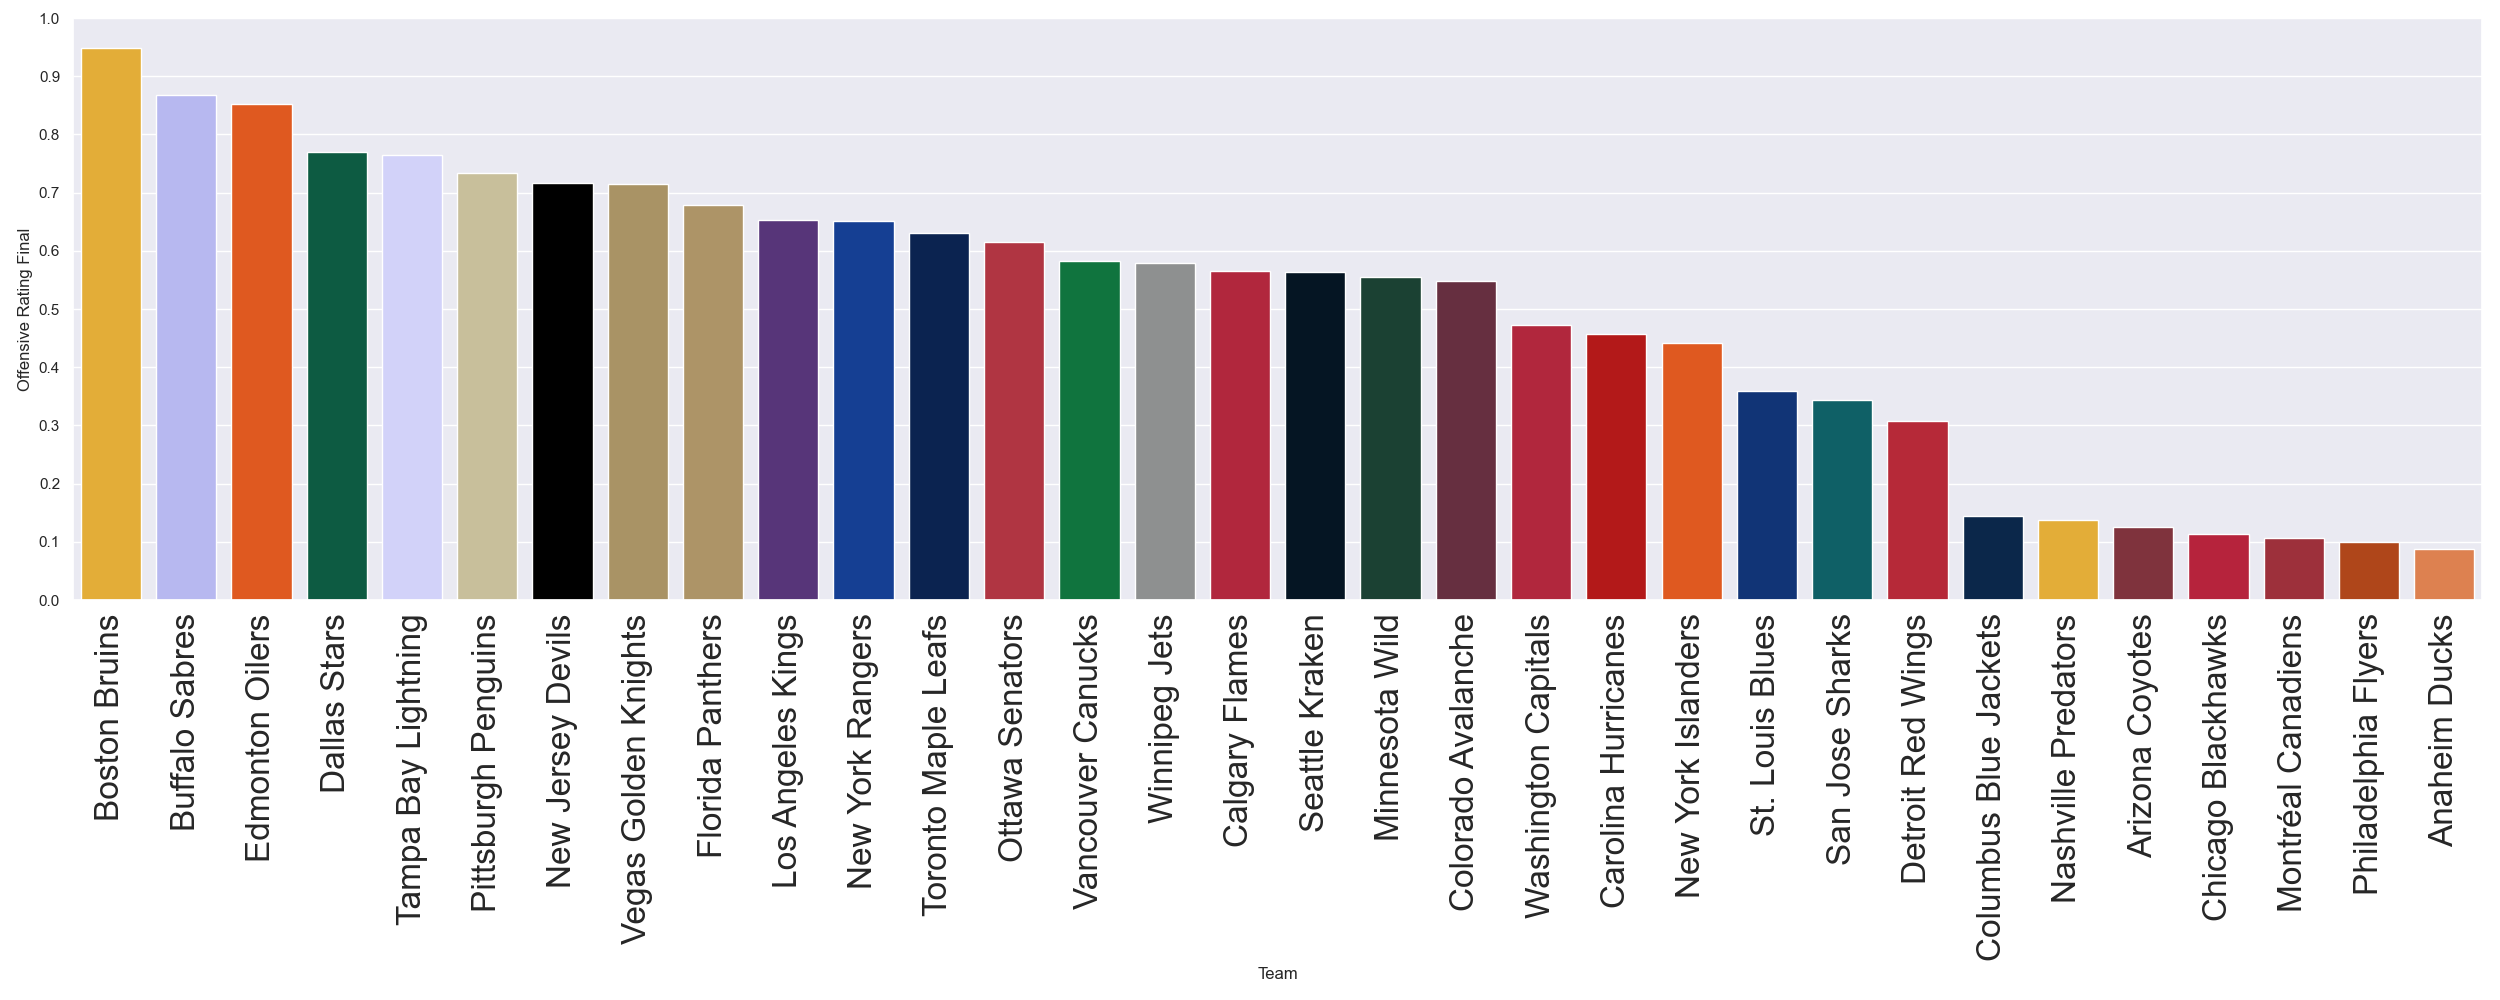 Offensive Rating Final
1.0
0.9
0.8
0.7
0.6
0.5
0.4
0.3
0.2
0.1
0.0
Boston Bruins
Buffalo Sabres
Edmonton Oilers
Dallas Stars
Tampa Bay Lightning
Pittsburgh Penguins
New Jersey Devils
Vegas Golden Knights
Florida Panthers
Los Angeles Kings
New York Rangers
Toronto Maple Leafs
Ottawa Senators
Vancouver Canucks
Winnipeg Jets
Calgary Flames
Seattle Kraken
Minnesota Wild
Colorado Avalanche
Washington Capitals
Carolina Hurricanes
New York Islanders
St. Louis Blues
San Jose Sharks
Detroit Red Wings
Columbus Blue Jackets
Nashville Predators
Arizona Coyotes
Chicago Blackhawks
Montréal Canadiens
Philadelphia Flyers
Anaheim Ducks
Team